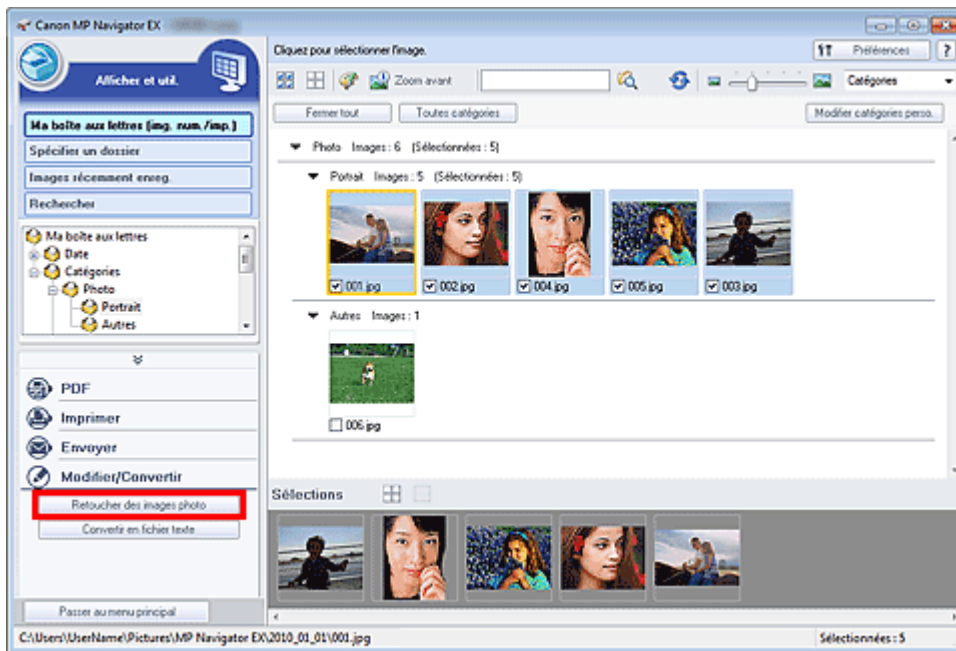 Canon MP Navigator EX
Afficher et util.
Ma boîte aux lettres (img. num./imp.)
Spécifier un dossier
Images récemment enreg.
Rechercher
Ma boîte aux lettres
Date
Catégories
Photo
Portrait
Autres
PDF
Imprimer
Envoyer
Modifier/Convertir
Retoucher des images photo
Convertir en fichier texte
Passer au menu principal
Cliquez pour sélectionner l'image.
Préférences
?
Zoom avant
Catégories
Fermer tout
Toutes catégories
Modifier catégories perso.
Photo Images : 6 (Sélectionnées : 5)
Portrait Images : 5 (Sélectionnées : 5)
001.jpg
002.jpg
004.jpg
005.jpg
003.jpg
Autres Images : 1
006.jpg
Sélections
C:\Users\UserName\Pictures\MP Navigator EX\2010_01_01\001.jpg
Sélectionnées : 5